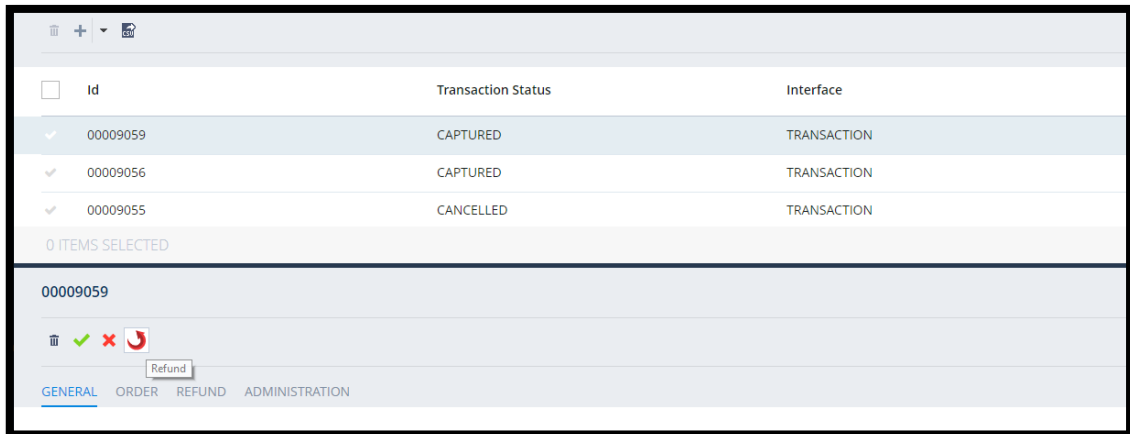 CSV
Id Transaction Status Interface
00009059 CAPTURED TRANSACTION
00009056 CAPTURED TRANSACTION
00009055 CANCELLED TRANSACTION
0 ITEMS SELECTED
00009059
Refund
GENERAL ORDER REFUND ADMINISTRATION